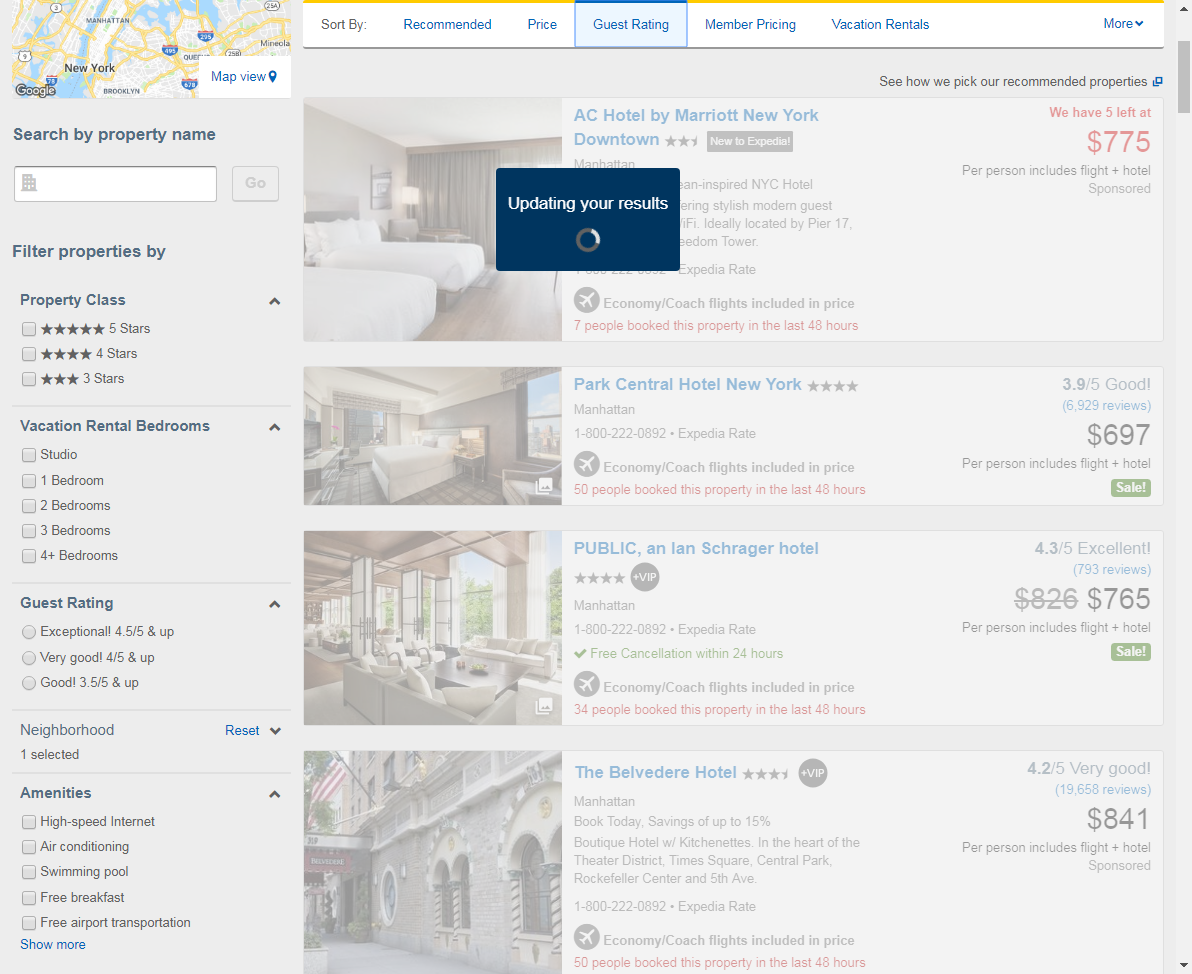 MANHATTAN
25A
3
9
495
295
Mineola
QUEE
25B
New York
78
678
Google
BROOKLYN
Map view
Search by property name
Go
Filter properties by
Property Class
5 Stars
4 Stars
3 Stars
Vacation Rental Bedrooms
Studio
1 Bedroom
2 Bedrooms
3 Bedrooms
4+ Bedrooms
Guest Rating
Exceptional! 4.5/5 & up
Very good! 4/5 & up
Good! 3.5/5 & up
Neighborhood Reset
1 selected
Amenities
High-speed Internet
Air conditioning
Swimming pool
Free breakfast
Free airport transportation
Show more
Sort By: Recommended Price Guest Rating Member Pricing Vacation Rentals More
See how we pick our recommended properties
AC Hotel by Marriott New York
Downtown New to Expedia!
Manhattan
ean-inspired NYC Hotel
ering stylish modern guest
iFi. Ideally located by Pier 17,
eedom Tower.
1-800-222-0892 • Expedia Rate
Economy/Coach flights included in price
7 people booked this property in the last 48 hours
We have 5 left at
$775
Per person includes flight + hotel
Sponsored
Updating your results
Park Central Hotel New York
Manhattan
1-800-222-0892 • Expedia Rate
Economy/Coach flights included in price
50 people booked this property in the last 48 hours
3.9/5 Good!
(6,929 reviews)
$697
Per person includes flight + hotel
Sale!
PUBLIC, an Ian Schrager hotel
+VIP
Manhattan
1-800-222-0892 • Expedia Rate
Free Cancellation within 24 hours
Economy/Coach flights included in price
34 people booked this property in the last 48 hours
4.3/5 Excellent!
(793 reviews)
$826 $765
Per person includes flight + hotel
Sale!
The Belvedere Hotel +VIP
Manhattan
Book Today, Savings of up to 15%
Boutique Hotel w/ Kitchenettes. In the heart of the
Theater District, Times Square, Central Park,
Rockefeller Center and 5th Ave.
1-800-222-0892 • Expedia Rate
Economy/Coach flights included in price
50 people booked this property in the last 48 hours
4.2/5 Very good!
(19,658 reviews)
$841
Per person includes flight + hotel
Sponsored
319
BELVEDERE